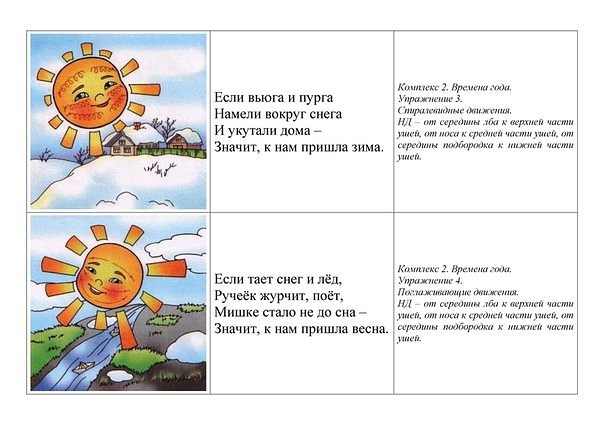 Если вьюга и пурга
Намели вокруг снега
И укутали дома –
Значит, к нам пришла зима.
Комплекс 2. Времена года.
Упражнение 3.
Спиралевидные движения.
НД – от середины лба к верхней части
ушей, от носа к средней части ушей, от
середины подбородка к нижней части
ушей.
Если тает снег и лёд,
Ручеёк журчит, поёт,
Мишке стало не до сна –
Значит, к нам пришла весна.
Комплекс 2. Времена года.
Упражнение 4.
Поглаживающие движения.
НД – от середины лба к верхней части
ушей, от носа к средней части ушей, от
середины подбородка к нижней части
ушей.